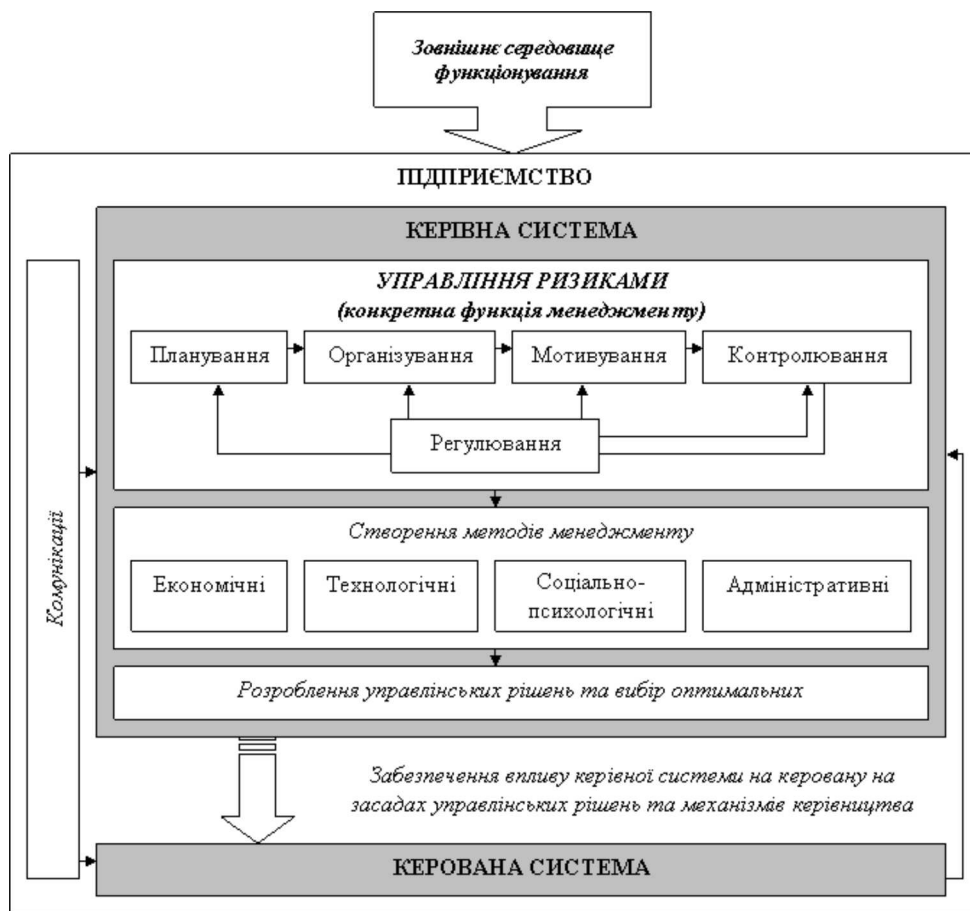 Зовнішнє середовище
функціонування
ПІДПРИЄМСТВО
КЕРІВНА СИСТЕМА
УПРАВЛІННЯ РИЗИКАМИ
(конкретна функція менеджменту)
Планування
Організування
Мотивування
Контролювання
Регулювання
Комунікації
Створення методів менеджменту
Економічні
Технологічні
Соціально-
психологічні
Адміністративні
Розроблення управлінських рішень та вибір оптимальних
Забезпечення впливу керівної системи на керовану на
засадах управлінських рішень та механізмів керівництва
КЕРОВАНА СИСТЕМА